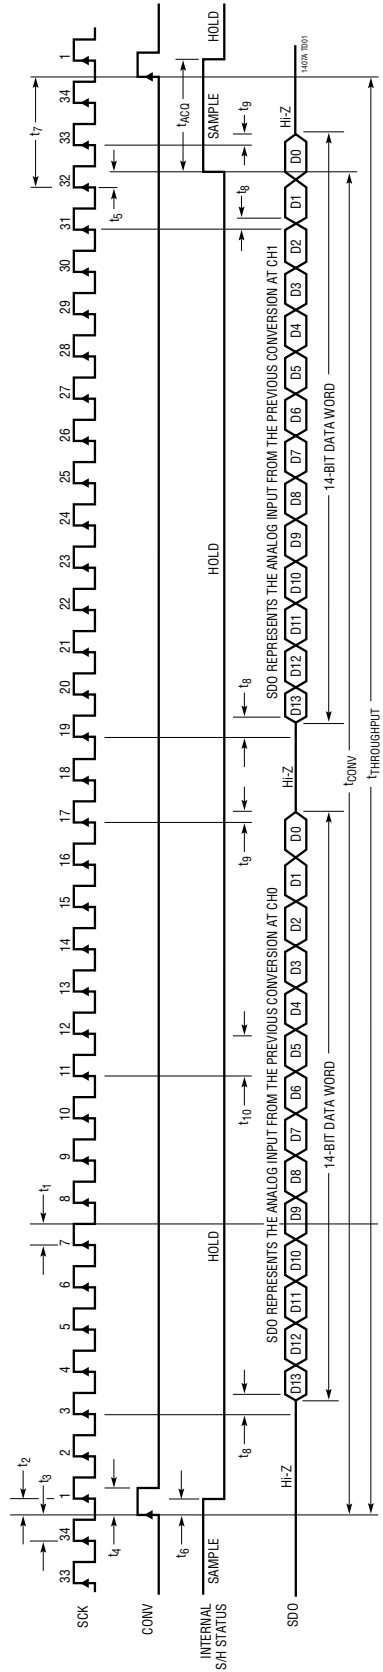 t2
t3
t1
t7
33 34 1 2 3 4 5 6 7 8 9 10 11 12 13 14 15 16 17 18 19 20 21 22 23 24 25 26 27 28 29 30 31 32 33 34 1
SCK
t4
t5
CONV
t6
tACQ
INTERNAL
S/H STATUS
SAMPLE
HOLD
HOLD
SAMPLE
HOLD
t8
t10
t9
t8
t8
t9
SDO REPRESENTS THE ANALOG INPUT FROM THE PREVIOUS CONVERSION AT CH0
SDO REPRESENTS THE ANALOG INPUT FROM THE PREVIOUS CONVERSION AT CH1
Hi-Z
Hi-Z
Hi-Z
SDO
D13 D12 D11 D10 D9 D8 D7 D6 D5 D4 D3 D2 D1 D0
D13 D12 D11 D10 D9 D8 D7 D6 D5 D4 D3 D2 D1 D0
1407A TD01
14-BIT DATA WORD
14-BIT DATA WORD
tCONV
tTHROUGHPUT